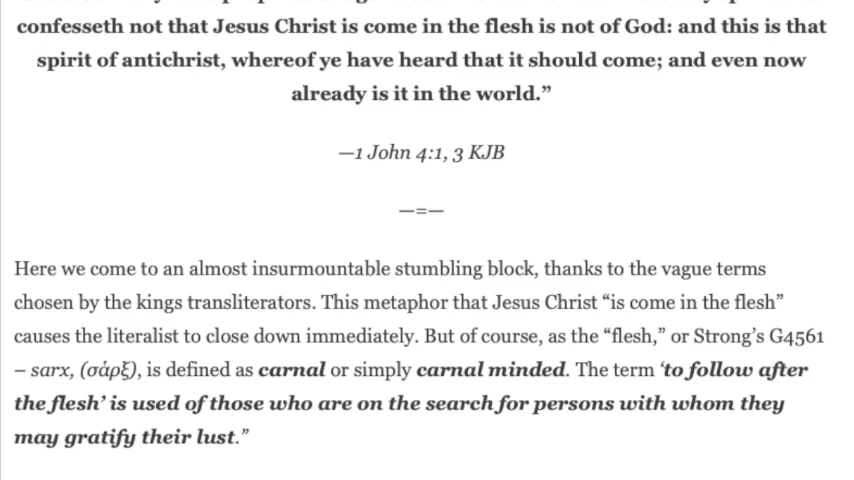 confesseth not that Jesus Christ is come in the flesh is not of God: and this is that
spirit of antichrist, whereof ye have heard that it should come; and even now
already is it in the world.”
—1 John 4:1, 3 KJB
—=—
Here we come to an almost insurmountable stumbling block, thanks to the vague terms
chosen by the kings transliterators. This metaphor that Jesus Christ “is come in the flesh”
causes the literalist to close down immediately. But of course, as the “flesh,” or Strong’s G4561
– sarx, (σάρξ), is defined as carnal or simply carnal minded. The term ‘to follow after
the flesh’ is used of those who are on the search for persons with whom they
may gratify their lust.”